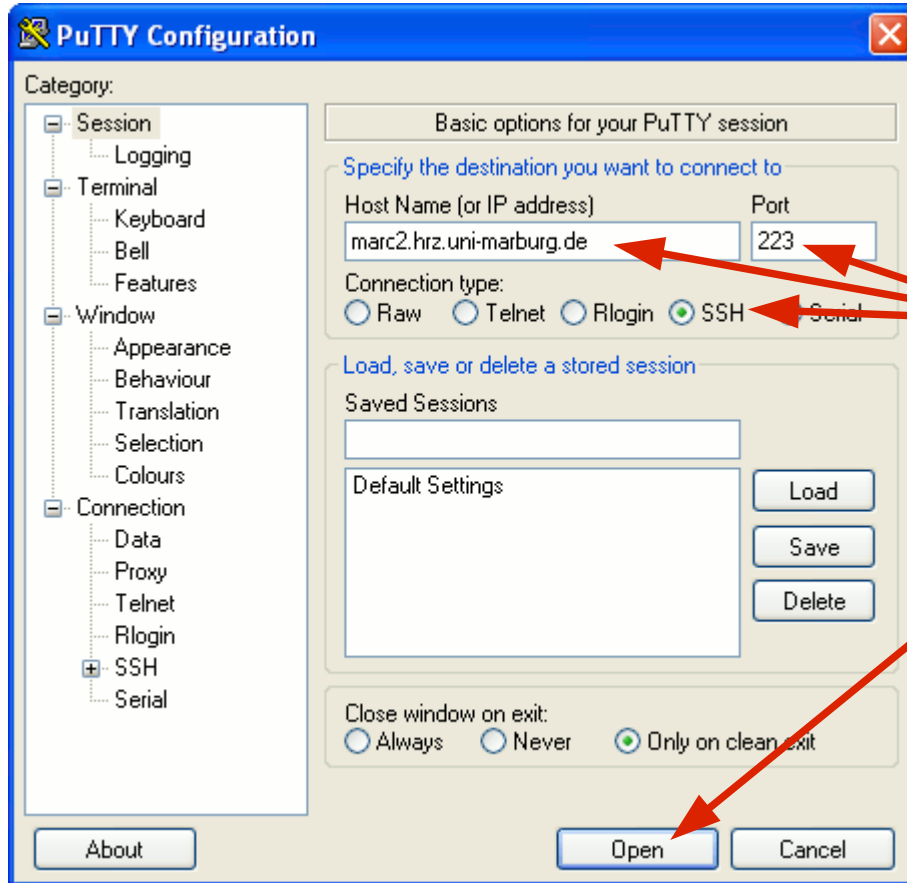 PuTTY Configuration
Category:
Session
Logging
Terminal
Keyboard
Bell
Features
Window
Appearance
Behaviour
Translation
Selection
Colours
Connection
Data
Proxy
Telnet
Rlogin
SSH
Serial
Basic options for your PuTTY session
Specify the destination you want to connect to
Host Name (or IP address) Port
marc2.hrz.uni-marburg.de 223
Connection type:
Raw Telnet Rlogin SSH Serial
Load, save or delete a stored session
Saved Sessions
Default Settings
Load
Save
Delete
Close window on exit:
Always Never Only on clean exit
About Open Cancel